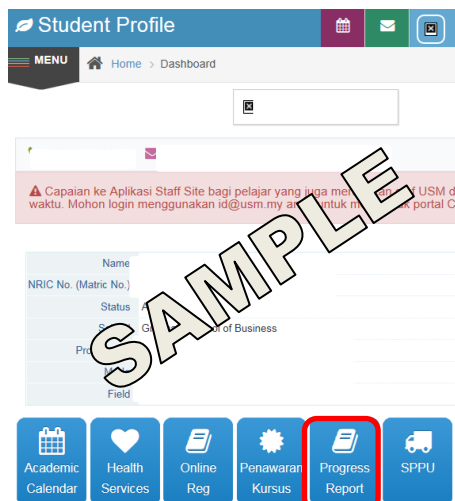 Student Profile
MENU Home > Dashboard
Capaian ke Aplikasi Staff Site bagi pelajar yang juga USM d
waktu. Mohon login menggunakan id@usm.my portal C
SAMPLE
Name
NRIC No. (Matric No.)
Status A
of Business
Field
Academic Calendar
Health Services
Online Reg
Penawaran Kursus
Progress Report
SPPU